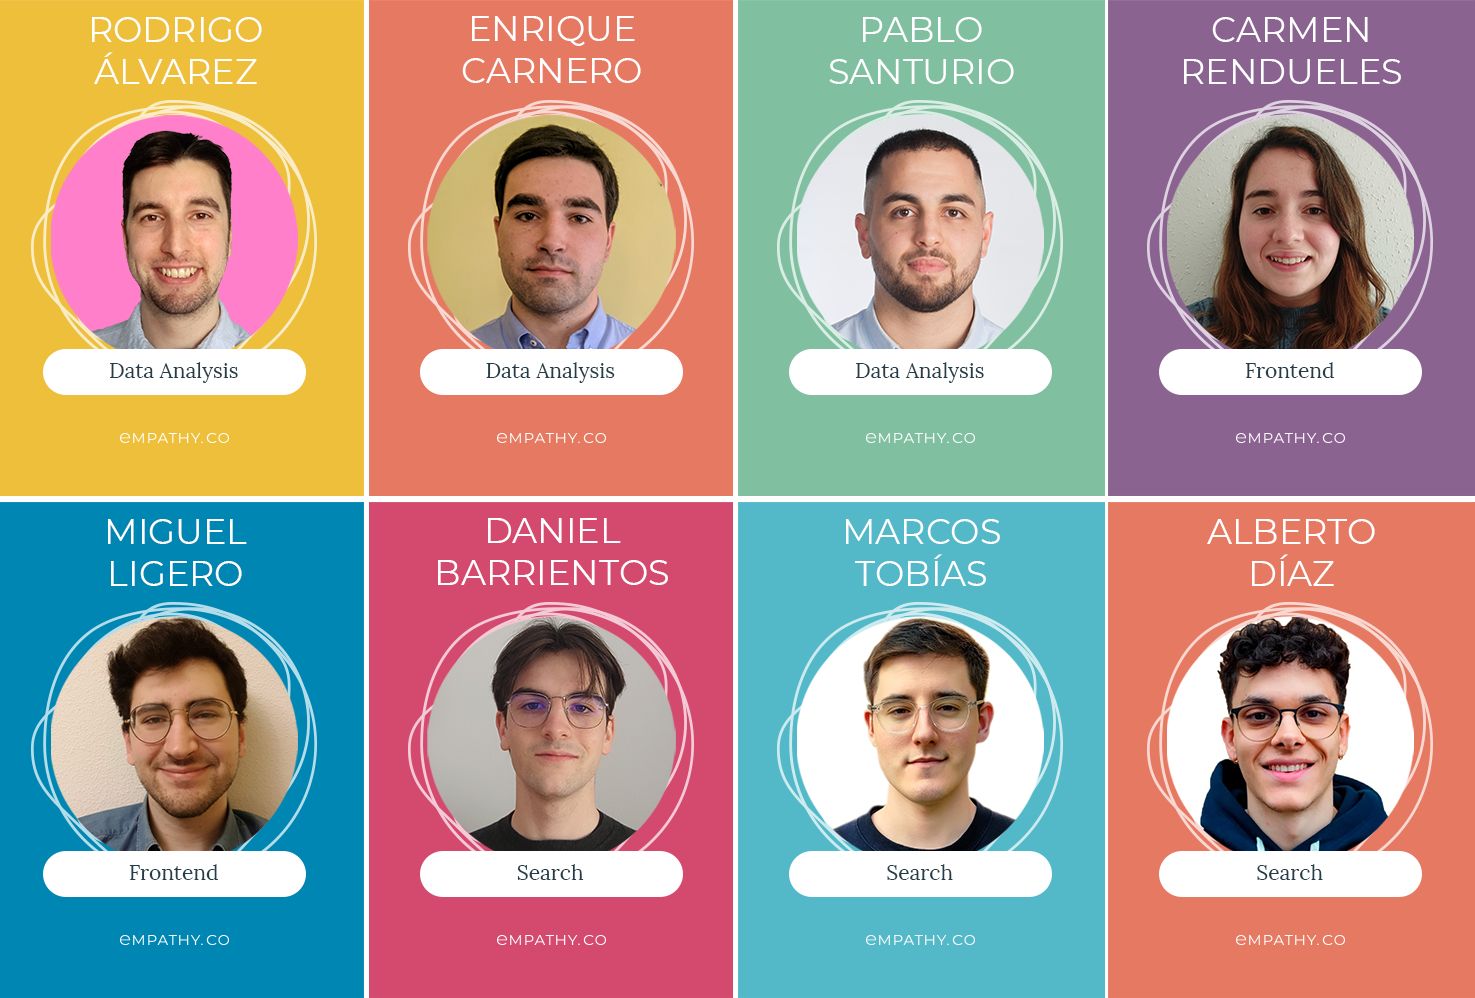 RODRIGO
ÁLVAREZ
Data Analysis
eMPATHY.CO
ENRIQUE
CARNERO
Data Analysis
eMPATHY.CO
PABLO
SANTURIO
Data Analysis
eMPATHY.CO
CARMEN
RENDUELES
Frontend
eMPATHY.CO
MIGUEL
LIGERO
Frontend
eMPATHY.CO
DANIEL
BARRIENTOS
Search
eMPATHY.CO
MARCOS
TOBÍAS
Search
eMPATHY.CO
ALBERTO
DÍAZ
Search
eMPATHY.CO